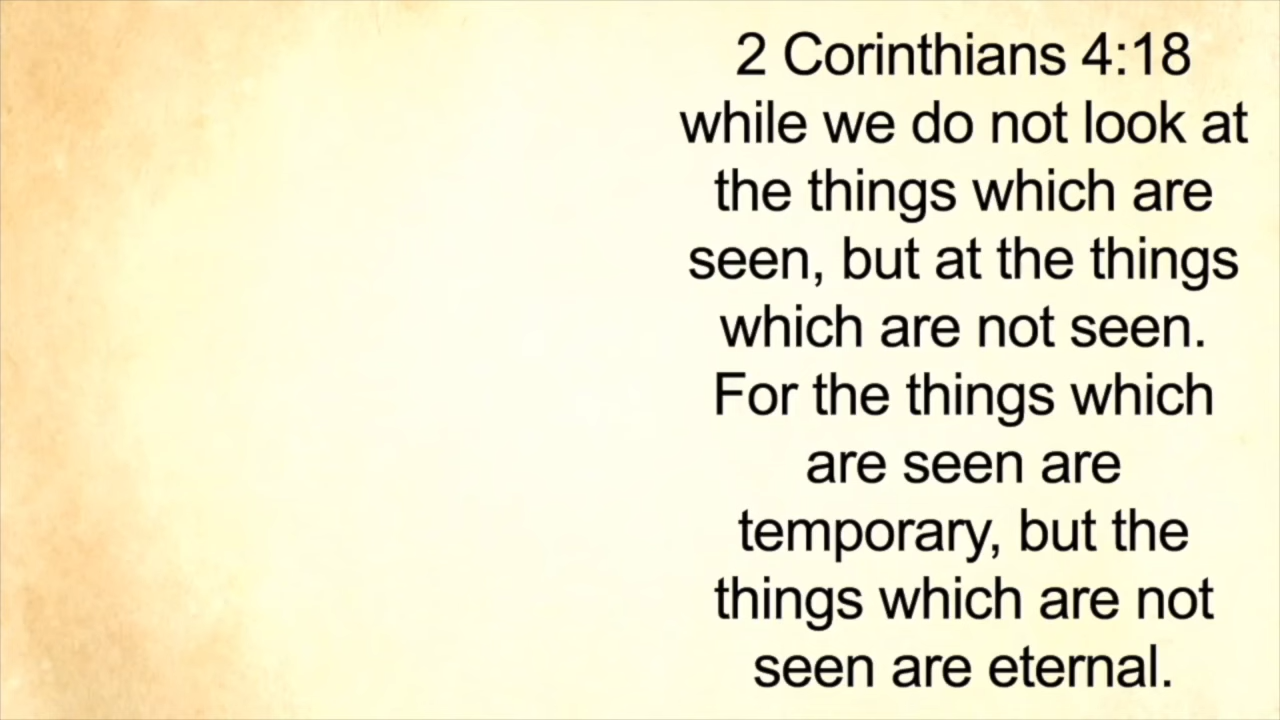 2 Corinthians 4:18
while we do not look at
the things which are
seen, but at the things
which are not seen.
For the things which
are seen are
temporary, but the
things which are not
seen are eternal.